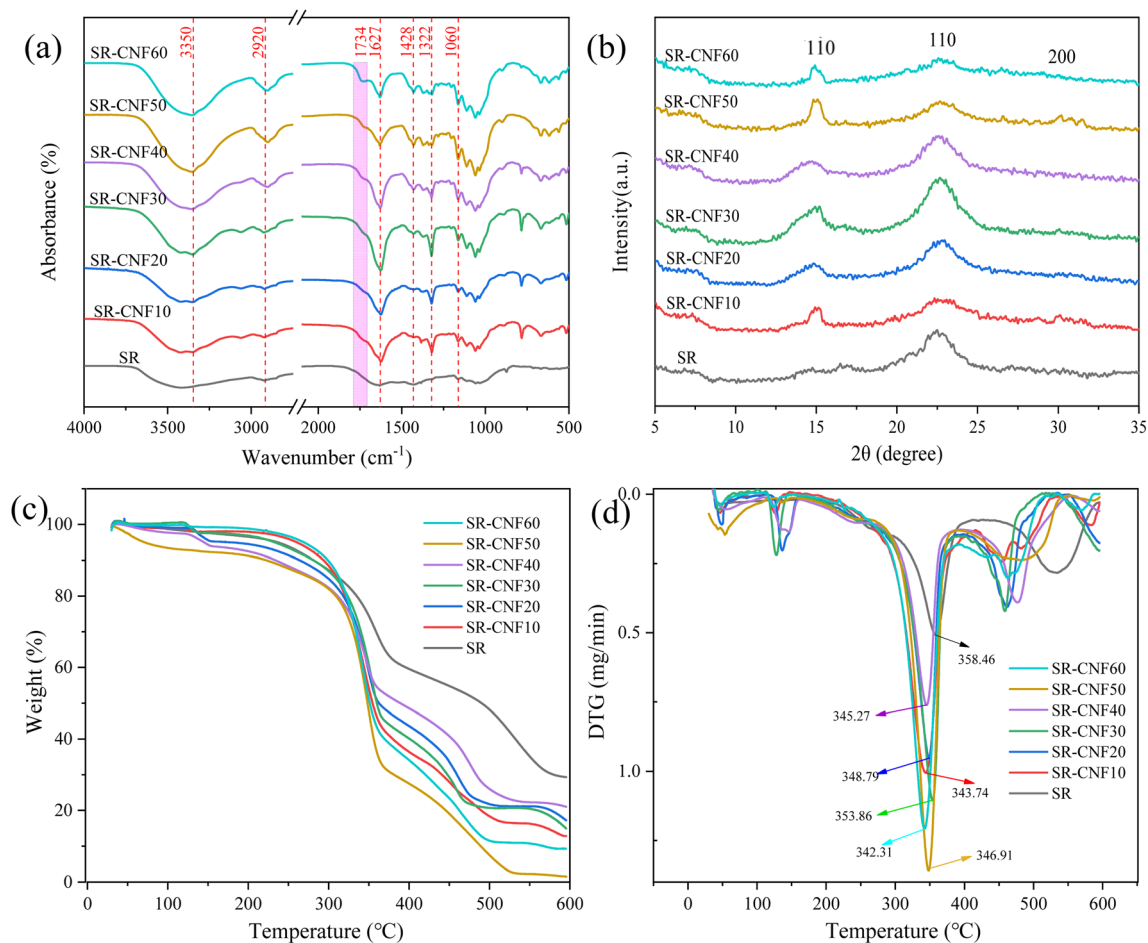 (a)
3350
2920
1734
1627
1428
1322
1060
SR-CNF60
SR-CNF50
SR-CNF40
SR-CNF30
SR-CNF20
SR-CNF10
SR
Absorbance (%)
4000
3500
3000
2000
1500
1000
500
Wavenumber (cm⁻¹)
(b)
110
110
200
SR-CNF60
SR-CNF50
SR-CNF40
SR-CNF30
SR-CNF20
SR-CNF10
SR
Intensity(a.u.)
5
10
15
20
25
30
35
2θ (degree)
(c)
SR-CNF60
SR-CNF50
SR-CNF40
SR-CNF30
SR-CNF20
SR-CNF10
SR
Weight (%)
100
80
60
40
20
0
0
100
200
300
400
500
600
Temperature (℃)
(d)
0.0
0.5
1.0
DTG (mg/min)
358.46
345.27
348.79
343.74
353.86
342.31
346.91
SR-CNF60
SR-CNF50
SR-CNF40
SR-CNF30
SR-CNF20
SR-CNF10
SR
0
100
200
300
400
500
600
Temperature (℃)